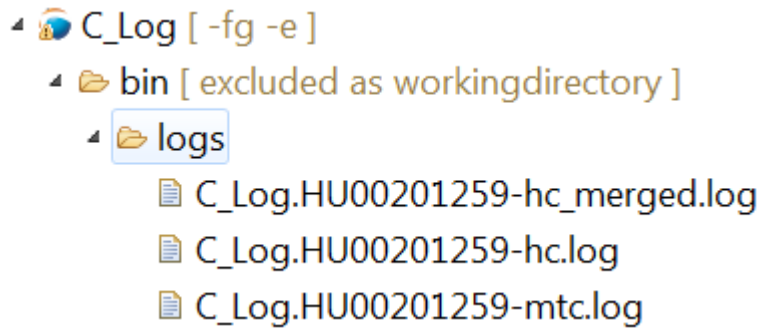 C_Log [ -fg -e ]
bin [ excluded as workingdirectory ]
logs
C_Log.HU00201259-hc_merged.log
C_Log.HU00201259-hc.log
C_Log.HU00201259-mtc.log